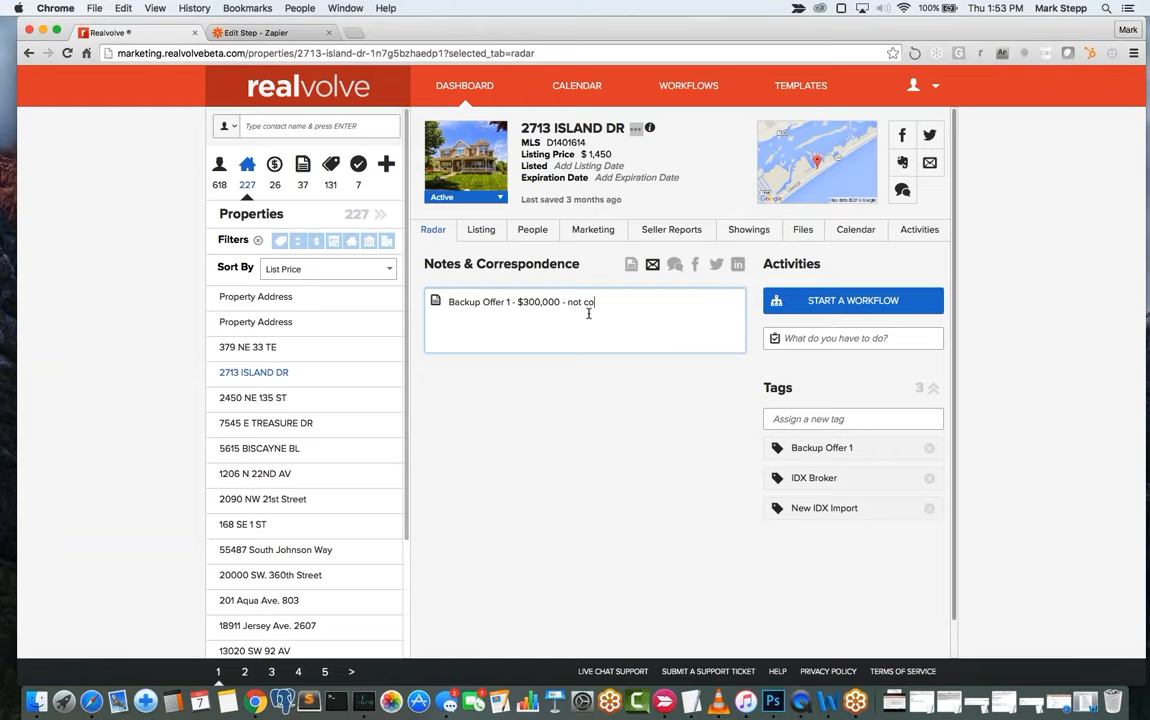 Chrome File Edit View History Bookmarks People Window Help
100% Thu 1:53 PM Mark Stepp
Realvolve ® × Edit Step - Zapier × Mark
marketing.realvolvebeta.com/properties/2713-island-dr-1n7g5bzhaedp1?selected_tab=radar
realvolve DASHBOARD CALENDAR WORKFLOWS TEMPLATES
Type contact name & press ENTER
618 227 26 37 131 7
Properties 227
Filters
Sort By List Price
Property Address
Property Address
379 NE 33 TE
2713 ISLAND DR
2450 NE 135 ST
7545 E TREASURE DR
5615 BISCAYNE BL
1206 N 22ND AV
2090 NW 21st Street
168 SE 1 ST
55487 South Johnson Way
20000 SW. 360th Street
201 Aqua Ave. 803
18911 Jersey Ave. 2607
13020 SW 92 AV
1 2 3 4 5 >
2713 ISLAND DR
MLS D1401614
Listing Price $ 1,450
Listed Add Listing Date
Expiration Date Add Expiration Date
Last saved 3 months ago
Active
Google
Radar Listing People Marketing Seller Reports Showings Files Calendar Activities
Notes & Correspondence
Backup Offer 1 - $300,000 - not co
Activities
START A WORKFLOW
What do you have to do?
Tags 3
Assign a new tag
Backup Offer 1
IDX Broker
New IDX Import
LIVE CHAT SUPPORT SUBMIT A SUPPORT TICKET HELP PRIVACY POLICY TERMS OF SERVICE